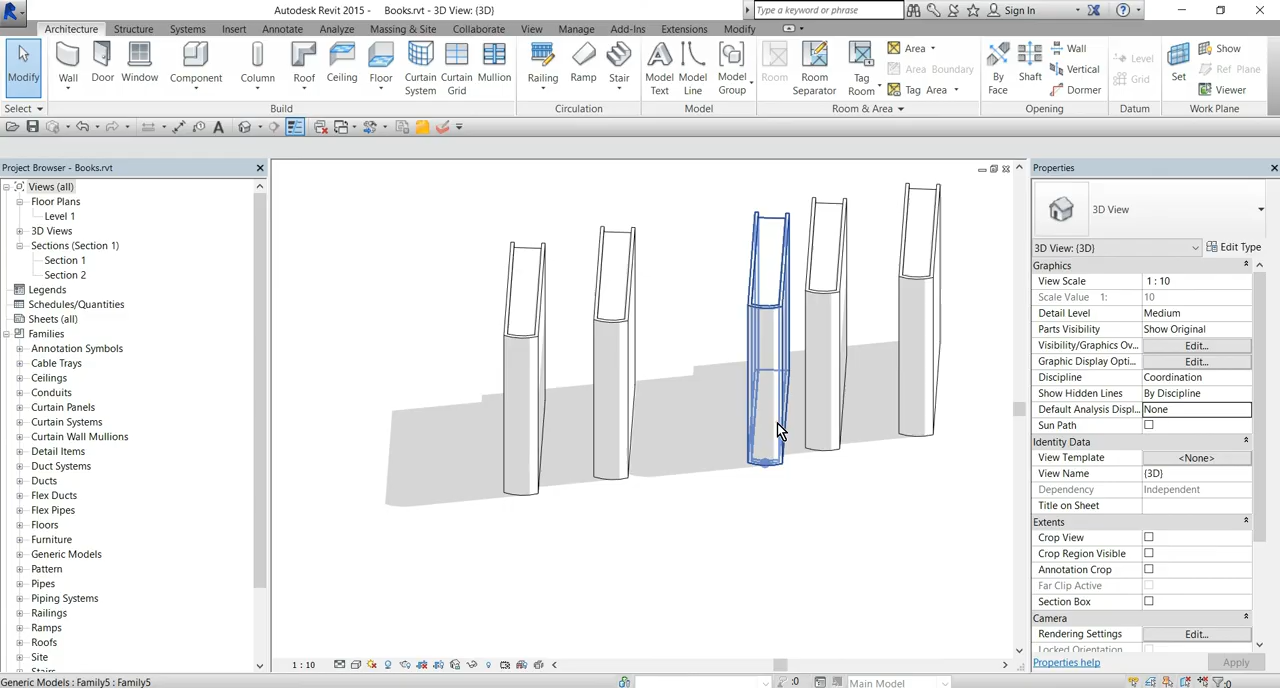 Autodesk Revit 2015 - Books.rvt - 3D View: {3D}
Type a keyword or phrase
Sign In
Architecture Structure Systems Insert Annotate Analyze Massing & Site Collaborate View Manage Add-Ins Extensions Modify
Modify
Wall
Door
Window
Component
Column
Roof
Ceiling
Floor
Curtain System
Curtain Grid
Mullion
Railing
Ramp
Stair
Model Text
Model Line
Model Group
Room
Room Separator
Tag Room
Area
Area Boundary
Tag Area
By Face
Shaft
Wall
Vertical
Dormer
Level
Grid
Set
Show
Ref Plane
Viewer
Select Build Circulation Model Room & Area Opening Datum Work Plane
Project Browser - Books.rvt
Views (all)
Floor Plans
Level 1
3D Views
Sections (Section 1)
Section 1
Section 2
Legends
Schedules/Quantities
Sheets (all)
Families
Annotation Symbols
Cable Trays
Ceilings
Conduits
Curtain Panels
Curtain Systems
Curtain Wall Mullions
Detail Items
Duct Systems
Ducts
Flex Ducts
Flex Pipes
Floors
Furniture
Generic Models
Pattern
Pipes
Piping Systems
Railings
Ramps
Roofs
Site
Stairs
1 : 10
Properties
3D View
3D View: {3D} Edit Type
Graphics
View Scale 1 : 10
Scale Value 1: 10
Detail Level Medium
Parts Visibility Show Original
Visibility/Graphics Ov... Edit...
Graphic Display Opti... Edit...
Discipline Coordination
Show Hidden Lines By Discipline
Default Analysis Displ... None
Sun Path
Identity Data
View Template <None>
View Name {3D}
Dependency Independent
Title on Sheet
Extents
Crop View
Crop Region Visible
Annotation Crop
Far Clip Active
Section Box
Camera
Rendering Settings Edit...
Locked Orientation
Properties help Apply
Generic Models : Family5 : Family5
:0
Main Model
:0